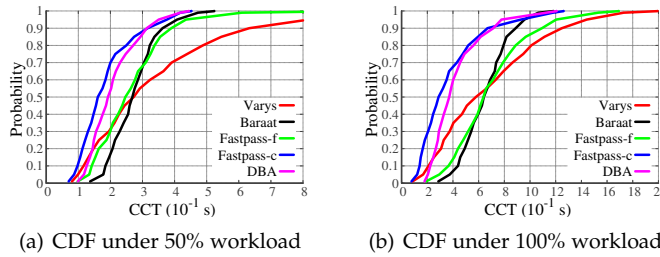 Probability
1
0.9
0.8
0.7
0.6
0.5
0.4
0.3
0.2
0.1
0
0 1 2 3 4 5 6 7 8
CCT (10⁻¹ s)
Varys
Baraat
Fastpass-f
Fastpass-c
DBA
(a) CDF under 50% workload
Probability
1
0.9
0.8
0.7
0.6
0.5
0.4
0.3
0.2
0.1
0
0 2 4 6 8 10 12 14 16 18 20
CCT (10⁻¹ s)
Varys
Baraat
Fastpass-f
Fastpass-c
DBA
(b) CDF under 100% workload